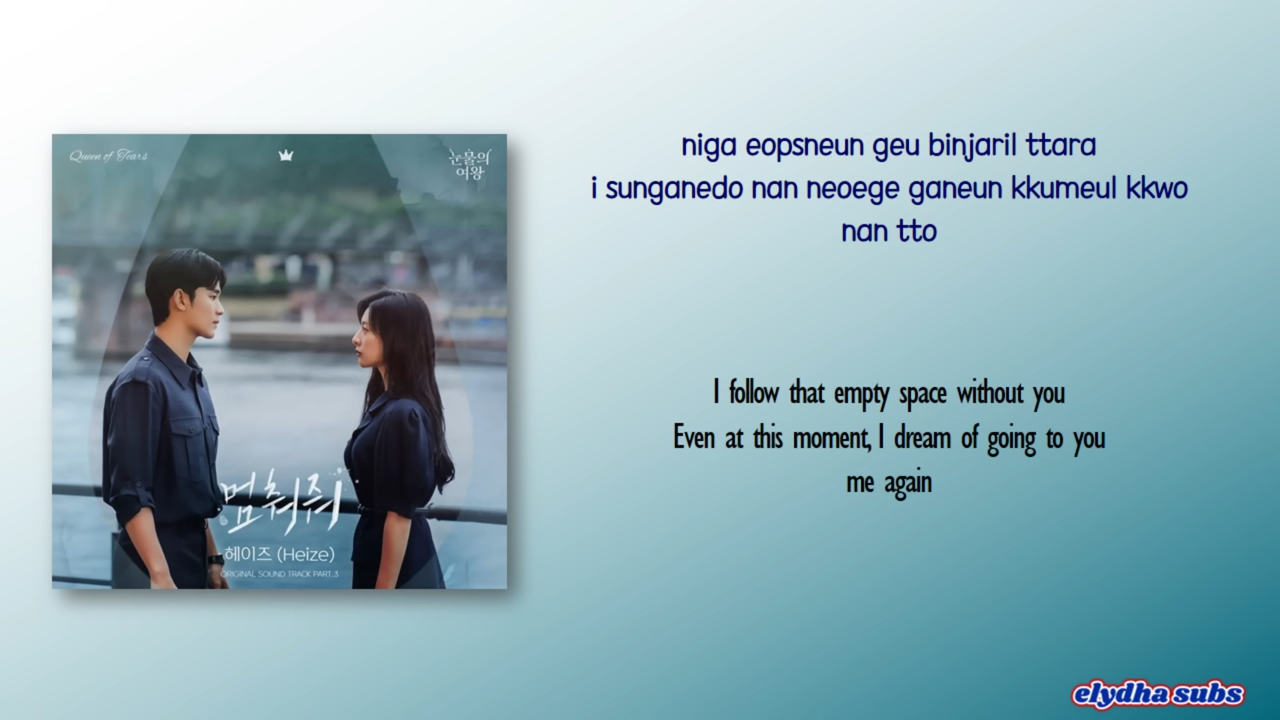 Queen of Tears
눈물의
여왕
멈춰줘
헤이즈 (Heize)
ORIGINAL SOUND TRACK PART.3
niga eopsneun geu binjaril ttara
i sunganedo nan neoege ganeun kkumeul kkwo
nan tto
I follow that empty space without you
Even at this moment, I dream of going to you
me again
elydha subs